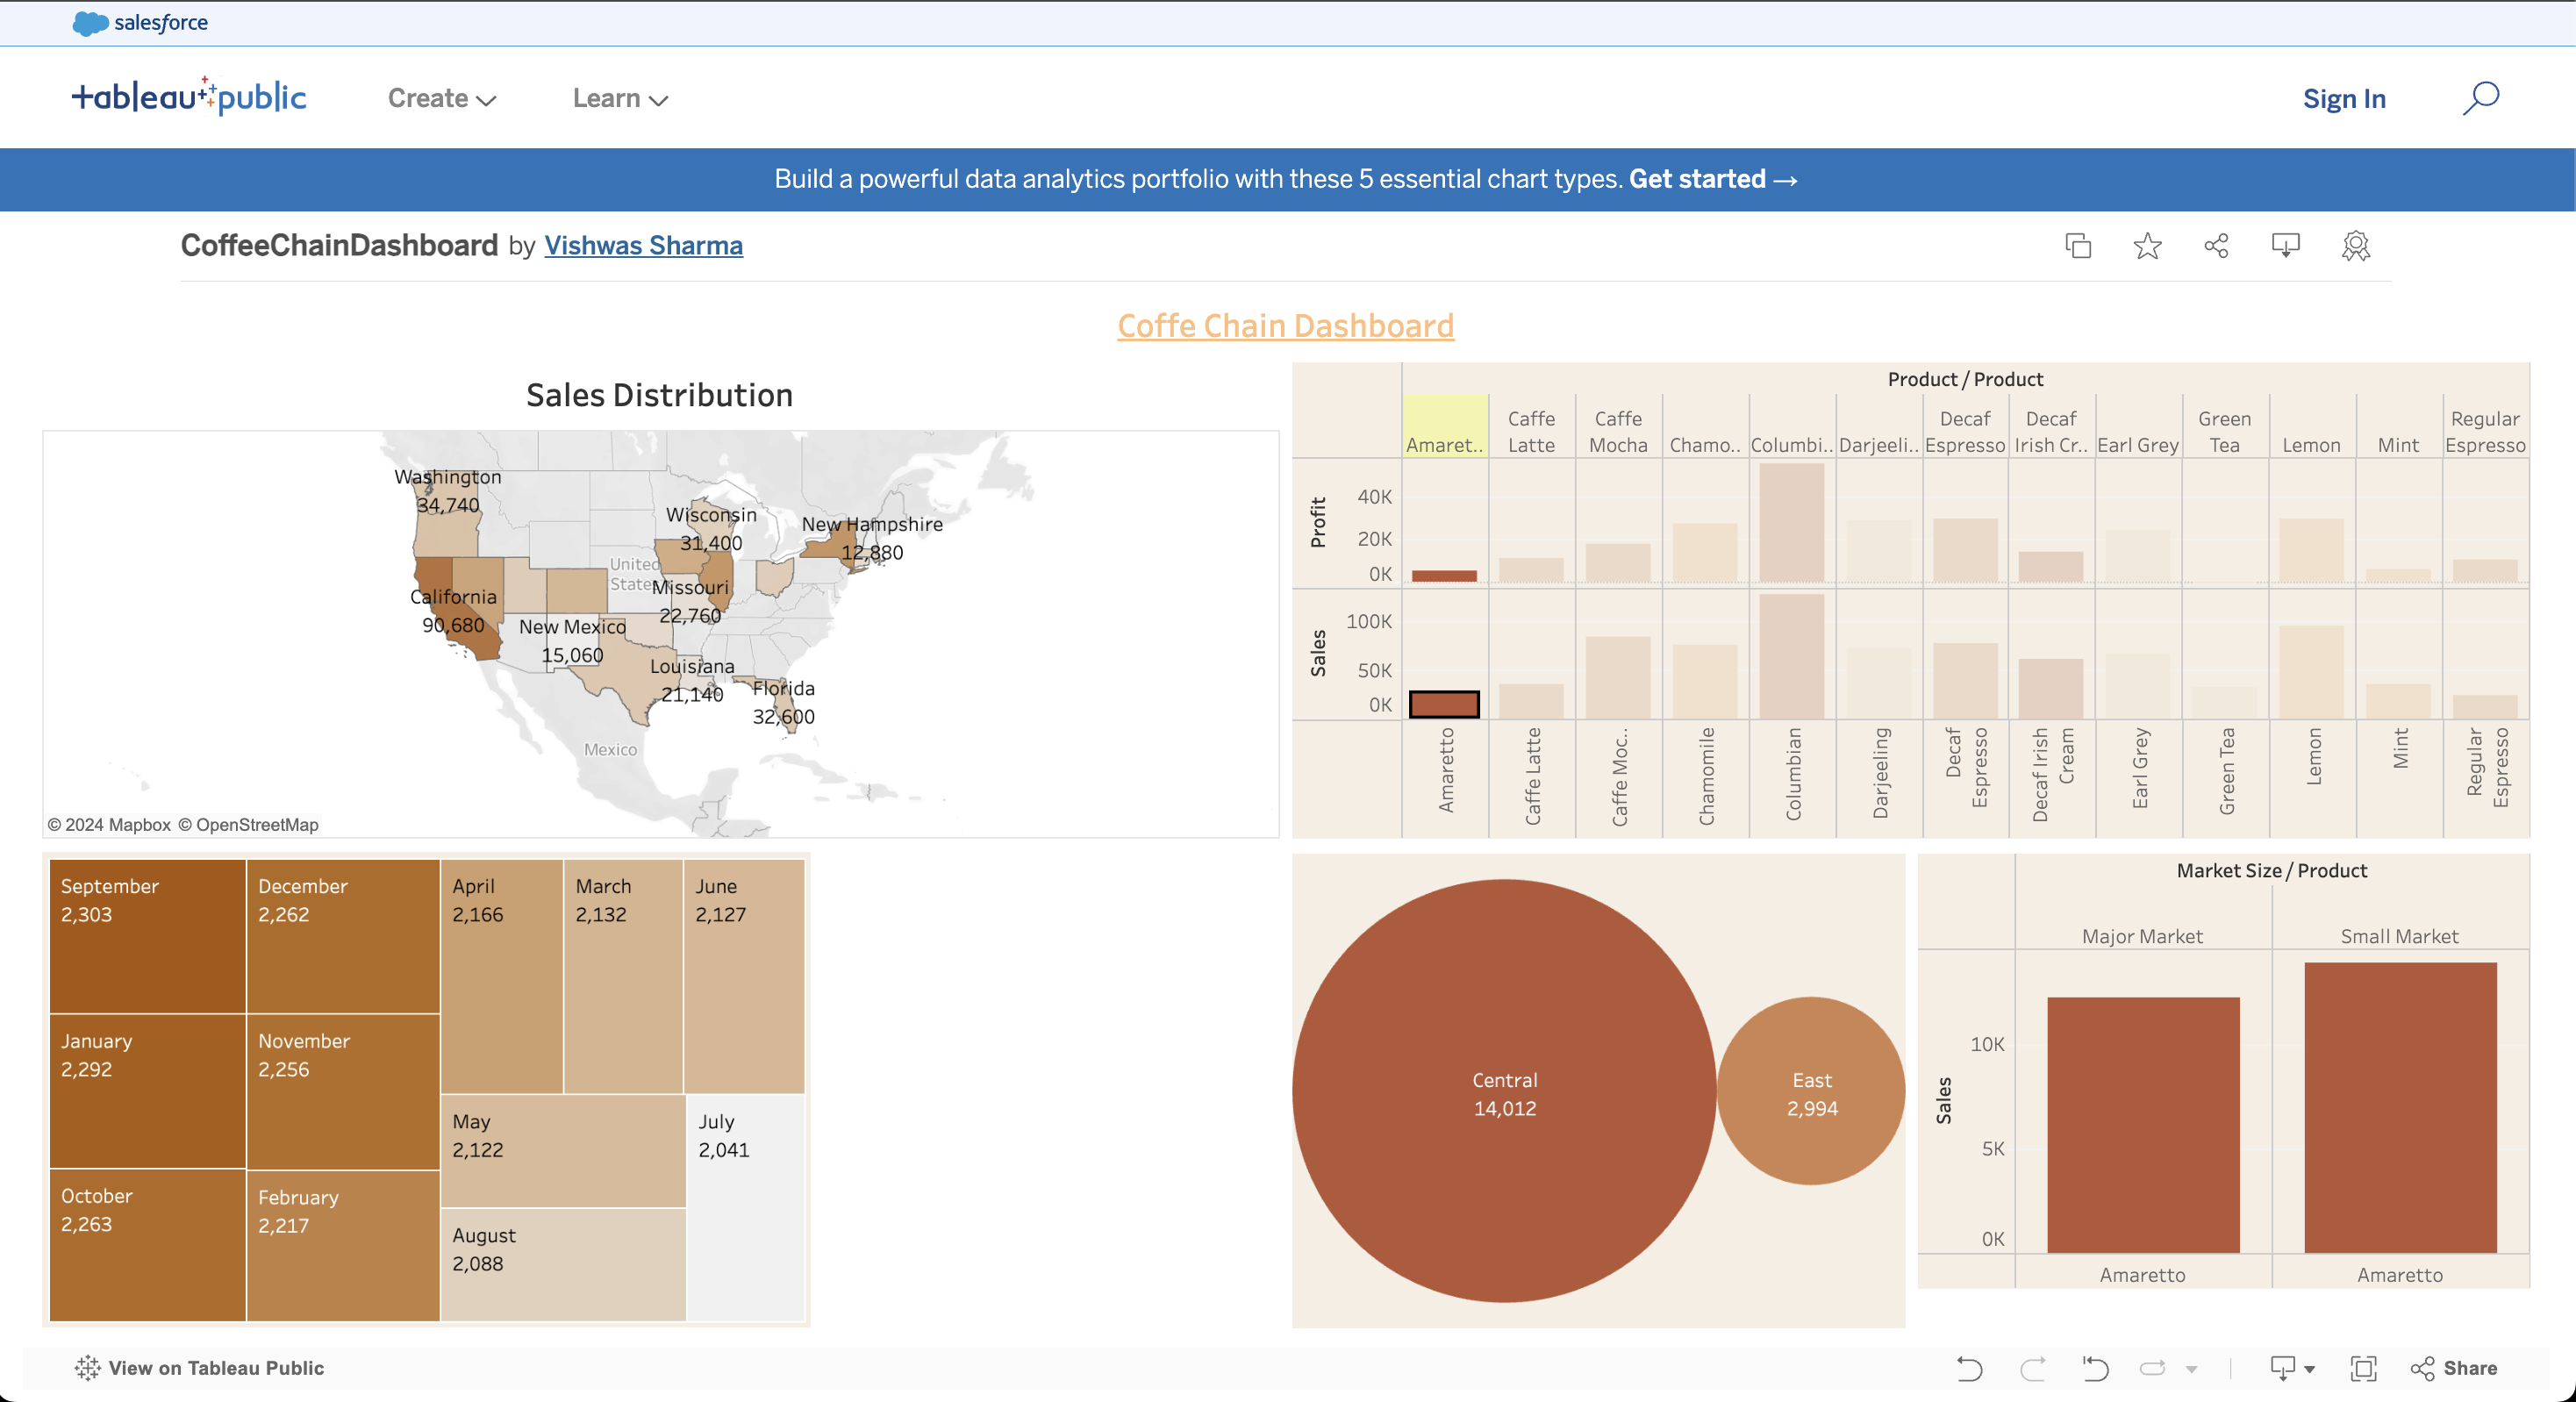 salesforce
tableau public
Create
Learn
Sign In
Build a powerful data analytics portfolio with these 5 essential chart types. Get started →
CoffeeChainDashboard by Vishwas Sharma
Coffe Chain Dashboard
Sales Distribution
Washington
34,740
Wisconsin
31,400
New Hampshire
12,880
United
State
Missouri
22,760
California
90,680
New Mexico
15,060
Louisiana
21,140
Florida
32,600
Mexico
© 2024 Mapbox © OpenStreetMap
Product / Product
Amaret..
Caffe
Latte
Caffe
Mocha
Chamo..
Columbi..
Darjeeli..
Decaf
Espresso
Decaf
Irish Cr..
Earl Grey
Green
Tea
Lemon
Mint
Regular
Espresso
Profit
40K
20K
0K
Sales
100K
50K
0K
Amaretto
Caffe Latte
Caffe Moc..
Chamomile
Columbian
Darjeeling
Decaf
Espresso
Decaf Irish
Cream
Earl Grey
Green Tea
Lemon
Mint
Regular
Espresso
September
2,303
December
2,262
April
2,166
March
2,132
June
2,127
January
2,292
November
2,256
May
2,122
July
2,041
October
2,263
February
2,217
August
2,088
Central
14,012
East
2,994
Market Size / Product
Major Market
Small Market
Sales
10K
5K
0K
Amaretto
Amaretto
View on Tableau Public
Share